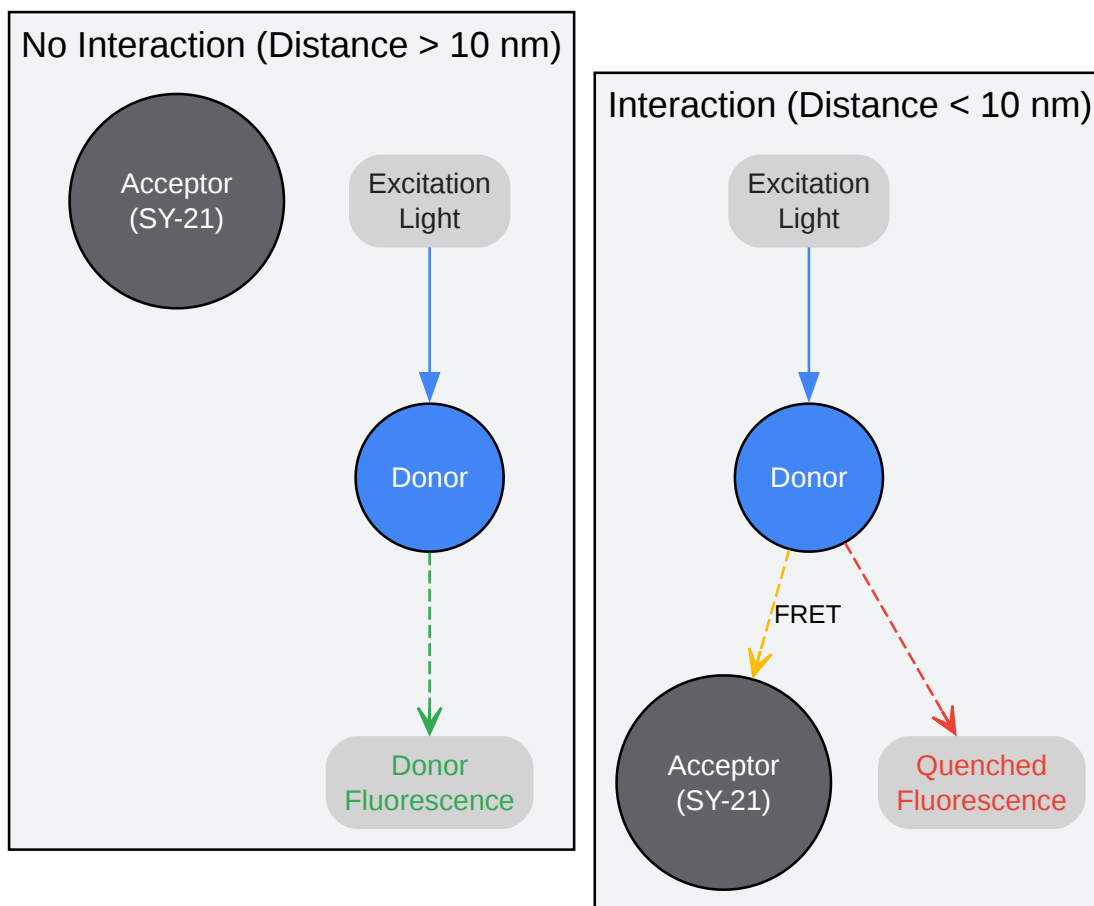 No Interaction (Distance > 10 nm)
Acceptor
(SY-21)
Excitation
Light
Donor
Donor
Fluorescence
Interaction (Distance < 10 nm)
Excitation
Light
Donor
FRET
Acceptor
(SY-21)
Quenched
Fluorescence